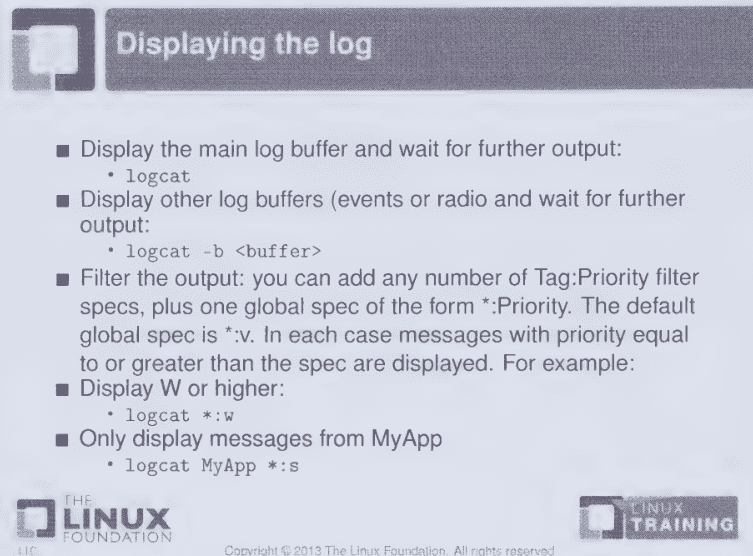 Displaying the log
■ Display the main log buffer and wait for further output:
• logcat
■ Display other log buffers (events or radio and wait for further
output:
• logcat -b <buffer>
■ Filter the output: you can add any number of Tag:Priority filter
specs, plus one global spec of the form *:Priority. The default
global spec is *:v. In each case messages with priority equal
to or greater than the spec are displayed. For example:
■ Display W or higher:
• logcat *:w
■ Only display messages from MyApp
• logcat MyApp *:s
THE
LINUX
FOUNDATION
LINUX
TRAINING
Copyright © 2013 The Linux Foundation. All rights reserved